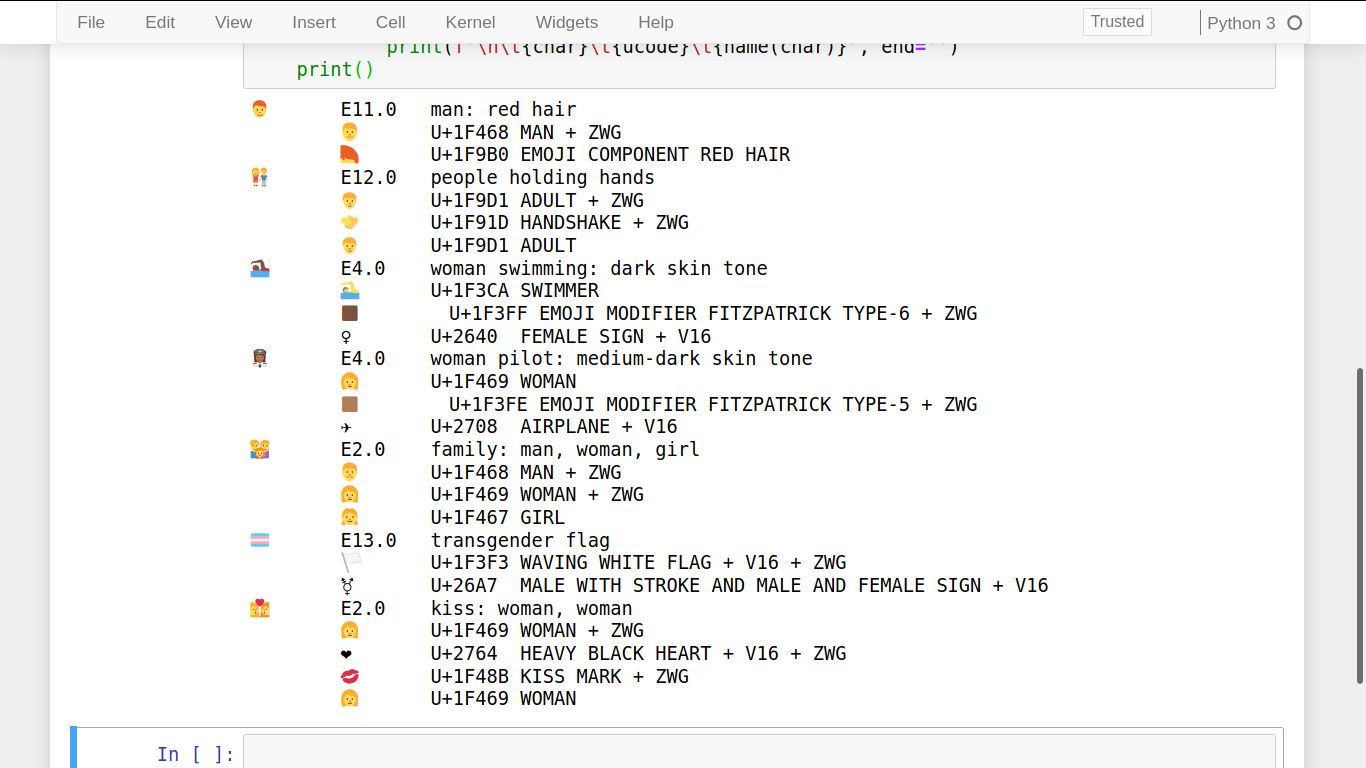 File Edit View Insert Cell Kernel Widgets Help Trusted Python 3
print(f'\n\t{char}\t{ucode}\t{name(char)}', end='')
print()
👨‍🦰 E11.0 man: red hair
👨 U+1F468 MAN + ZWG
🦰 U+1F9B0 EMOJI COMPONENT RED HAIR
🧑‍🤝‍🧑 E12.0 people holding hands
🧑 U+1F9D1 ADULT + ZWG
🤝 U+1F91D HANDSHAKE + ZWG
🧑 U+1F9D1 ADULT
🏊🏿‍♀️ E4.0 woman swimming: dark skin tone
🏊 U+1F3CA SWIMMER
🏿 U+1F3FF EMOJI MODIFIER FITZPATRICK TYPE-6 + ZWG
♀ U+2640 FEMALE SIGN + V16
👩🏾‍✈️ E4.0 woman pilot: medium-dark skin tone
👩 U+1F469 WOMAN
🏾 U+1F3FE EMOJI MODIFIER FITZPATRICK TYPE-5 + ZWG
✈ U+2708 AIRPLANE + V16
👨‍👩‍👧 E2.0 family: man, woman, girl
👨 U+1F468 MAN + ZWG
👩 U+1F469 WOMAN + ZWG
👧 U+1F467 GIRL
🏳️‍⚧️ E13.0 transgender flag
🏳 U+1F3F3 WAVING WHITE FLAG + V16 + ZWG
⚧ U+26A7 MALE WITH STROKE AND MALE AND FEMALE SIGN + V16
👩‍❤️‍💋‍👩 E2.0 kiss: woman, woman
👩 U+1F469 WOMAN + ZWG
❤ U+2764 HEAVY BLACK HEART + V16 + ZWG
💋 U+1F48B KISS MARK + ZWG
👩 U+1F469 WOMAN
In [ ]: